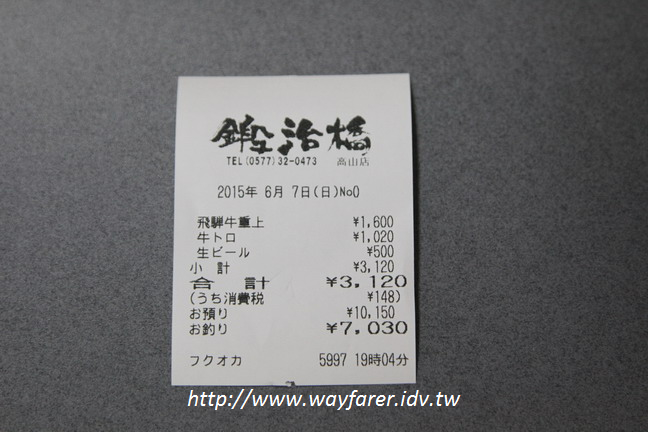 鍛冶橋
TEL(0577)32-0473 高山店
2015年 6月 7日(日)No0
飛騨牛重上 ¥1,600
牛トロ ¥1,020
生ビール ¥500
小 計 ¥3,120
合 計 ¥3,120
(うち消費税 ¥148)
お預り ¥10,150
お釣り ¥7,030
フクオカ 5997 19時04分
http://www.wayfarer.idv.tw